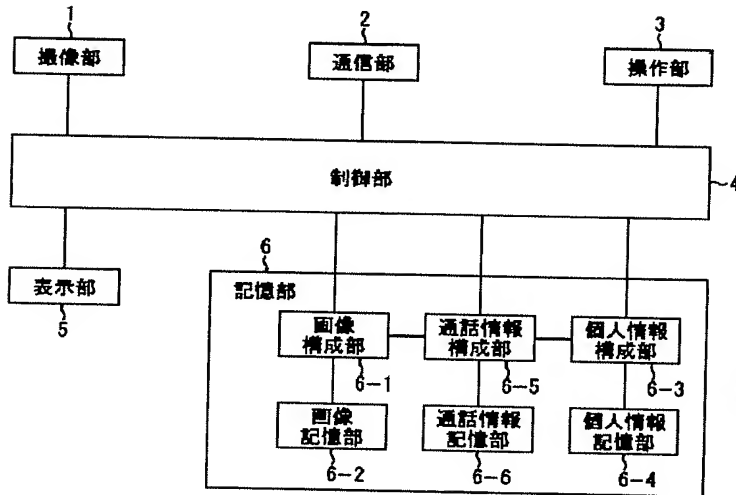 1
2
3
撮像部
通信部
操作部
制御部
4
6
表示部
記憶部
5
画像
構成部
通話情報
構成部
個人情報
構成部
6-1
6-5
6-3
画像
記憶部
通話情報
記憶部
個人情報
記憶部
6-2
6-6
6-4